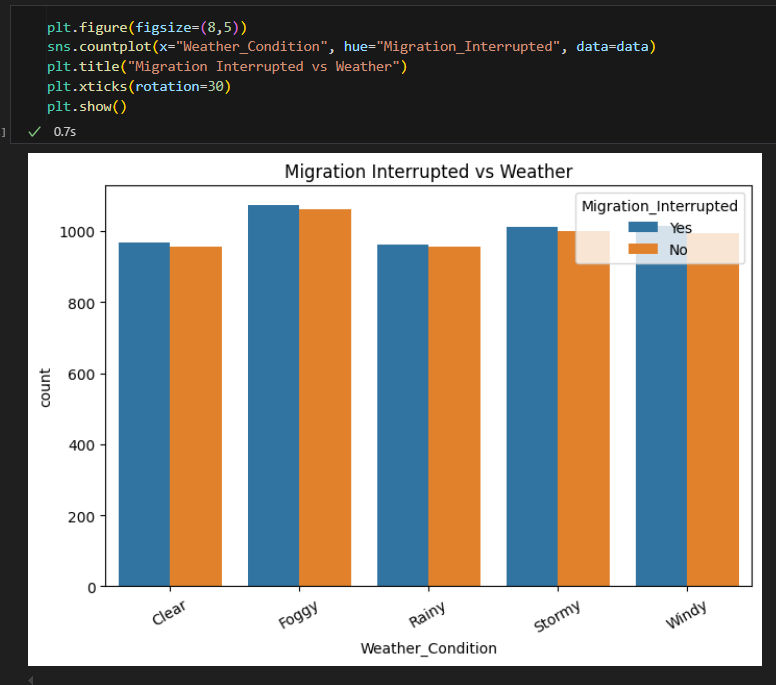 plt.figure(figsize=(8,5))
sns.countplot(x="Weather_Condition", hue="Migration_Interrupted", data=data)
plt.title("Migration Interrupted vs Weather")
plt.xticks(rotation=30)
plt.show()
]
✓ 0.7s
Migration Interrupted vs Weather
Migration_Interrupted
Yes
No
1000
800
600
400
200
0
count
Clear
Foggy
Rainy
Stormy
Windy
Weather_Condition